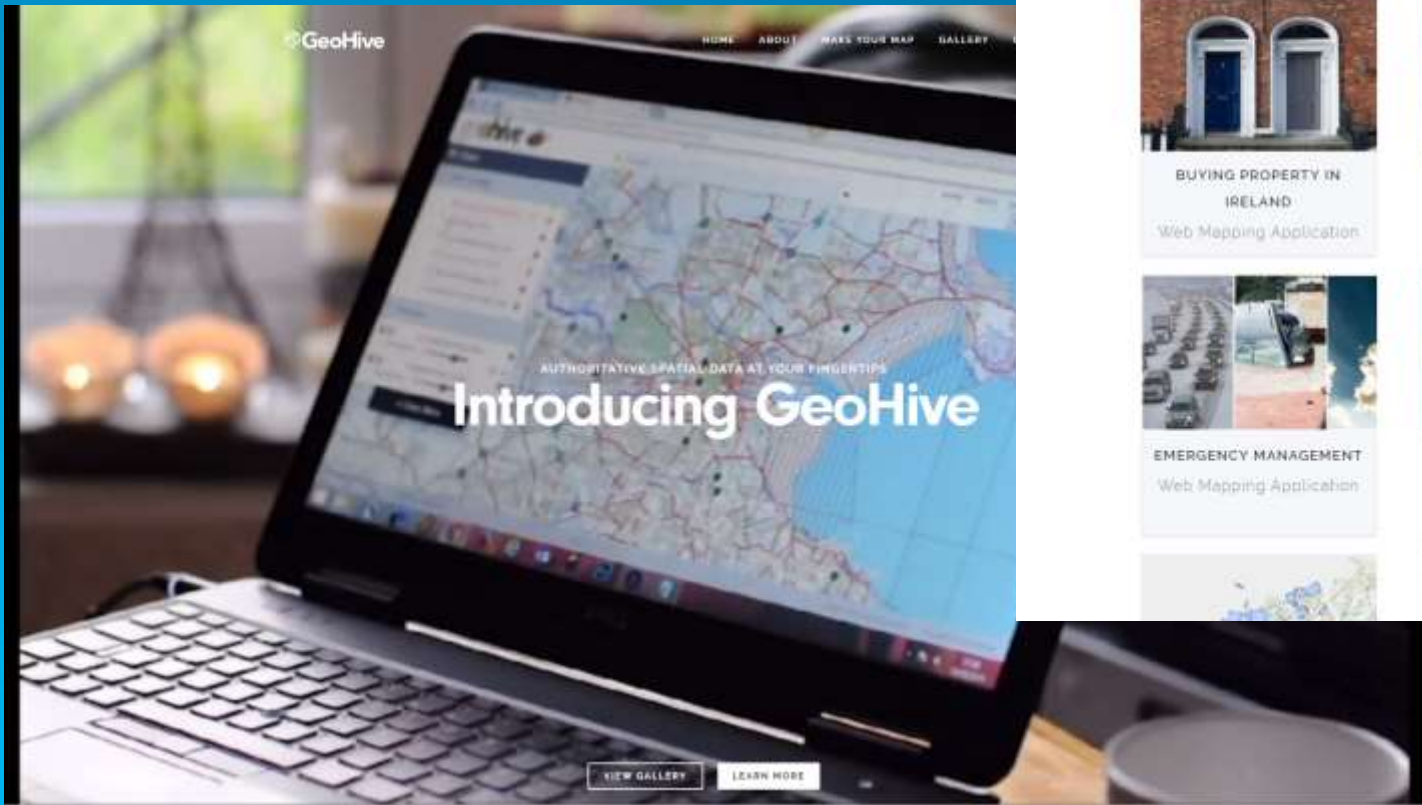 GeoHive
HOME ABOUT MAKE YOUR MAP GALLERY
AUTHORITATIVE SPATIAL DATA AT YOUR FINGERTIPS
Introducing GeoHive
VIEW GALLERY LEARN MORE
BUYING PROPERTY IN
IRELAND
Web Mapping Application
EMERGENCY MANAGEMENT
Web Mapping Application